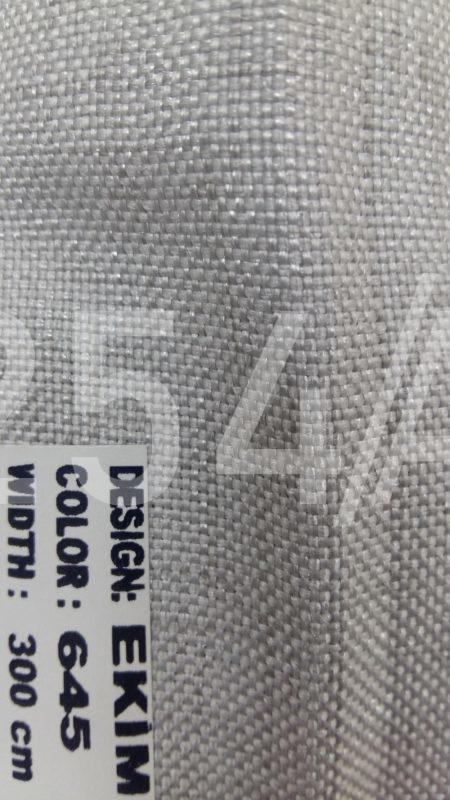 DESIGN: EKİM
COLOR: 645
WIDTH: 300 cm
254/